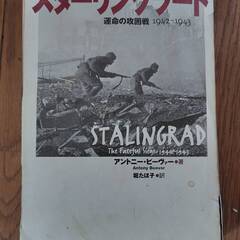 スターリングラード
運命の攻囲戦 1942-1943
STALINGRAD
The Fateful Siege: 1942-1943
アントニー・ビーヴァー 著
Antony Beevor
堀たほ子 訳